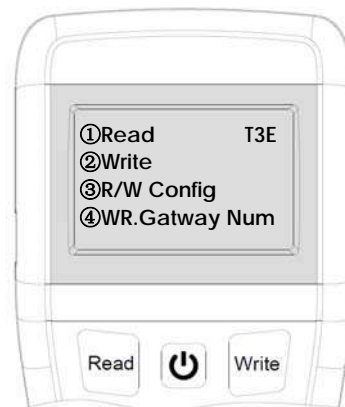 ①Read T3E
②Write
③R/W Config
④WR.Gatway Num
Read Write